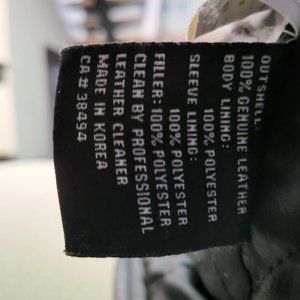 OUTSHELL:
100% GENUINE LEATHER
BODY LINING:
100% POLYESTER
SLEEVE LINING:
100% POLYESTER
FILLER: 100% POLYESTER
CLEAN BY PROFESSIONAL
LEATHER CLEANER
MADE IN KOREA
CA# 38494